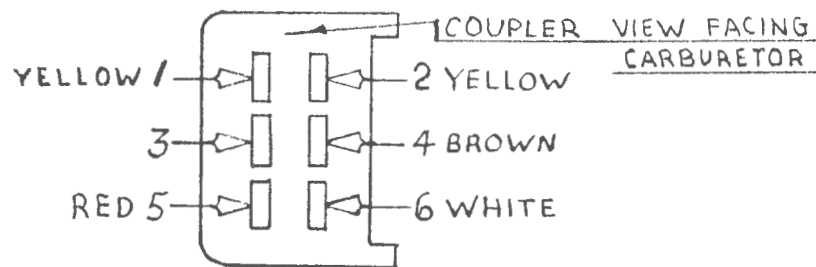 COUPLER VIEW FACING
CARBURETOR
YELLOW 1
2 YELLOW
3
4 BROWN
RED 5
6 WHITE